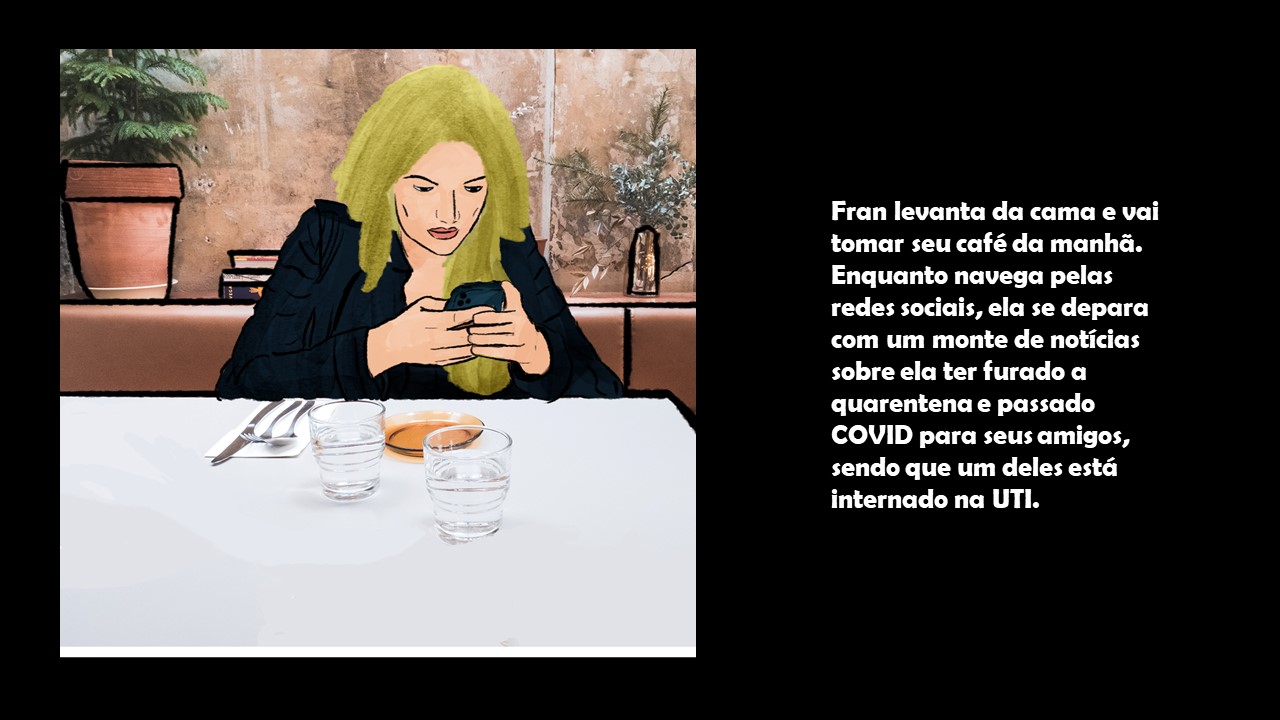 Fran levanta da cama e vai
tomar seu café da manhã.
Enquanto navega pelas
redes sociais, ela se depara
com um monte de notícias
sobre ela ter furado a
quarentena e passado
COVID para seus amigos,
sendo que um deles está
internado na UTI.